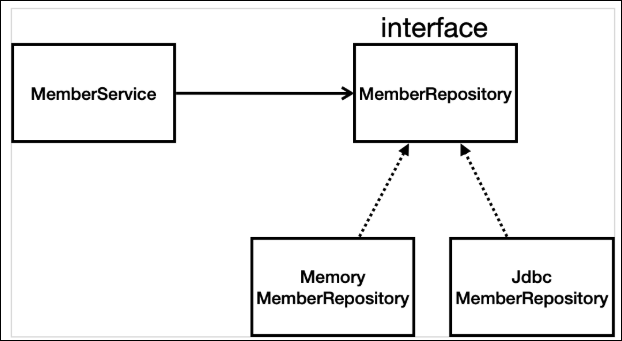 interface
MemberService
MemberRepository
Memory
MemberRepository
Jdbc
MemberRepository